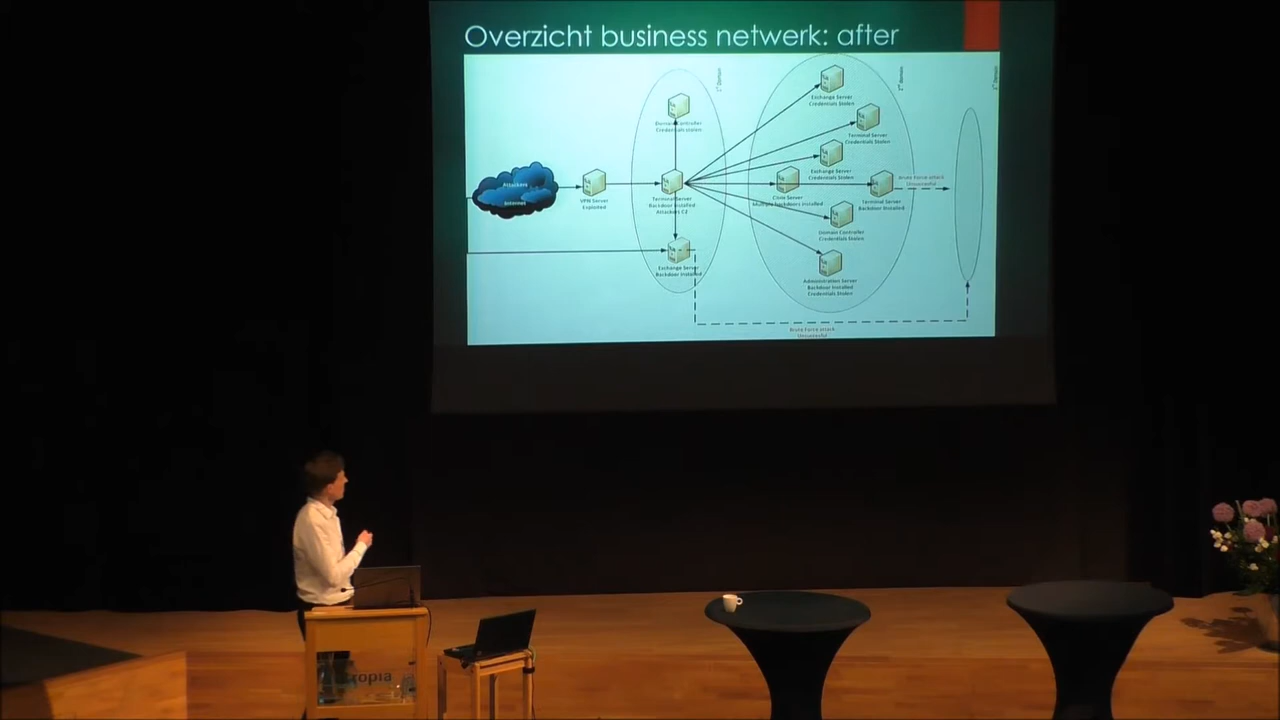 Overzicht business netwerk: after
Exchange Server
Credentials Stolen
Domain Controller
Credentials stolen
Terminal Server
Credentials Stolen
Exchange Server
Credentials Stolen
Attackers
Internet
VPN Server
Exploited
Terminal Server
Backdoor Installed
Attackers C2
Citrix Server
Multiple backdoors installed
Terminal Server
Backdoor Installed
Brute Force attack
Unsuccesful
Domain Controller
Credentials Stolen
Exchange Server
Backdoor Installed
Administration Server
Backdoor Installed
Credentials Stolen
Brute Force attack
Unsuccesful
tropia